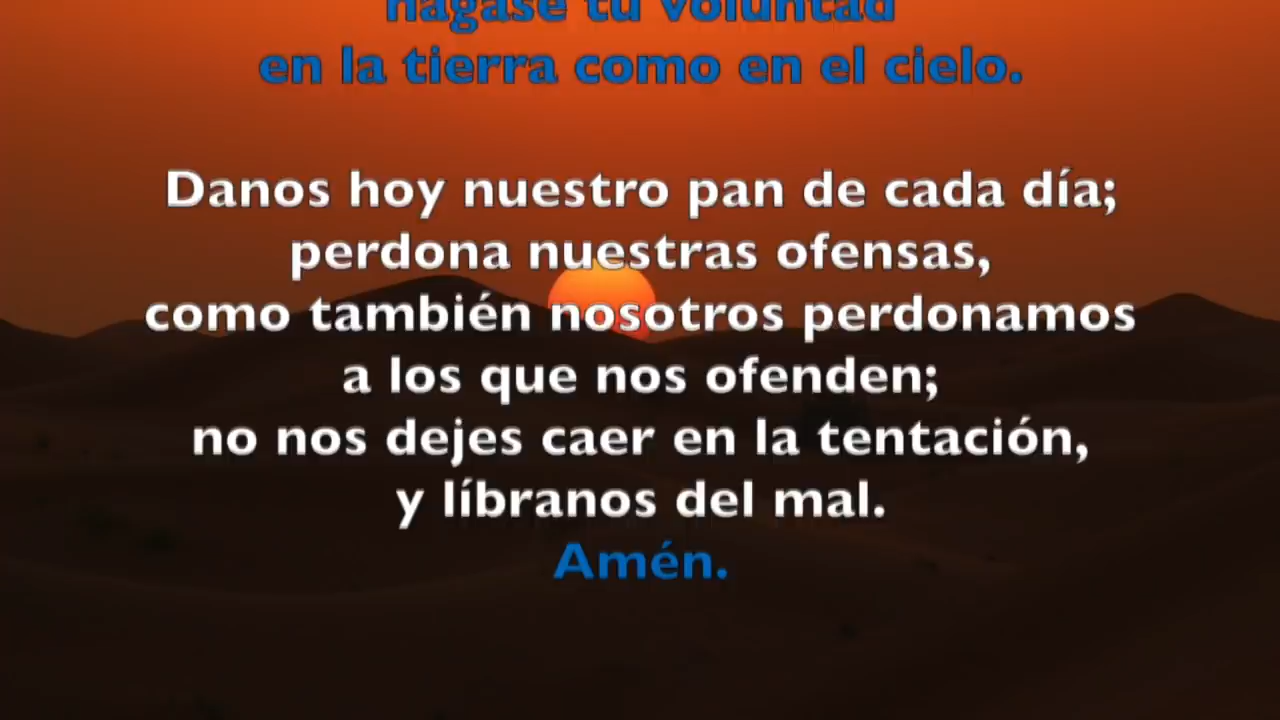 hágase tu voluntad
en la tierra como en el cielo.
Danos hoy nuestro pan de cada día;
perdona nuestras ofensas,
como también nosotros perdonamos
a los que nos ofenden;
no nos dejes caer en la tentación,
y líbranos del mal.
Amén.